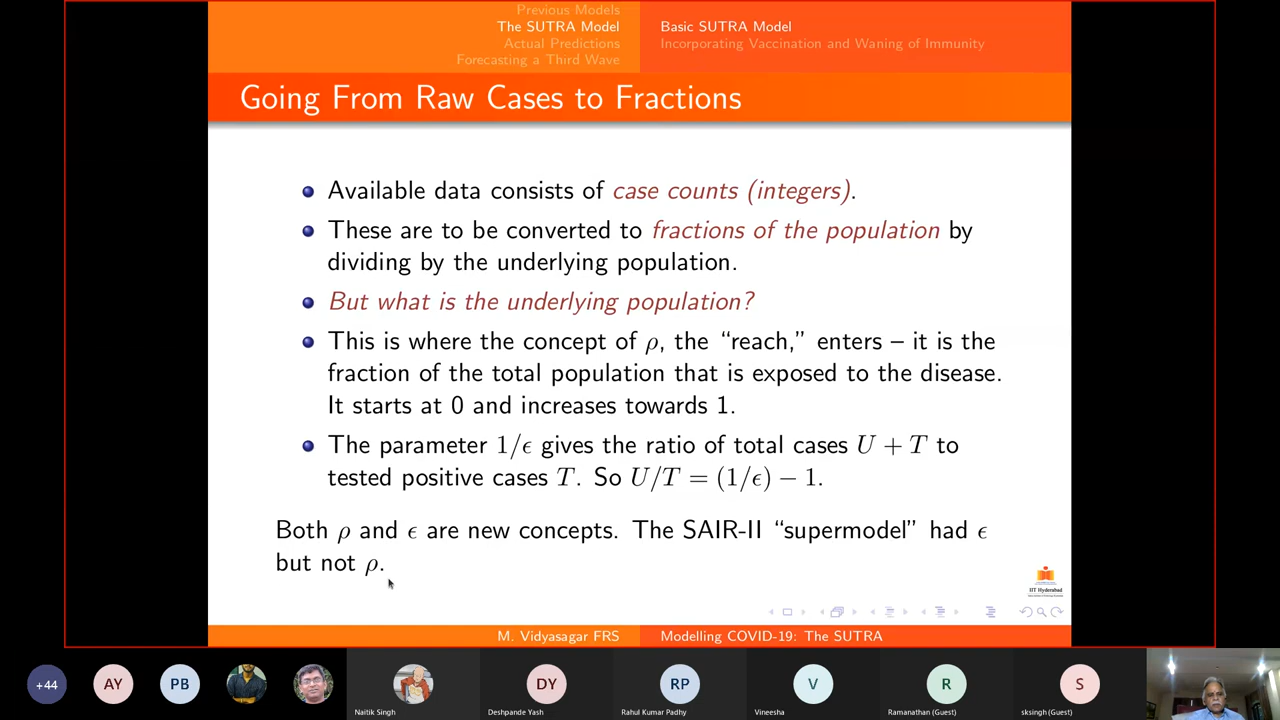 Previous Models
The SUTRA Model
Actual Predictions
Forecasting a Third Wave
Basic SUTRA Model
Incorporating Vaccination and Waning of Immunity
Going From Raw Cases to Fractions
Available data consists of case counts (integers).
These are to be converted to fractions of the population by
dividing by the underlying population.
But what is the underlying population?
This is where the concept of ρ, the “reach,” enters – it is the
fraction of the total population that is exposed to the disease.
It starts at 0 and increases towards 1.
The parameter 1/ϵ gives the ratio of total cases U + T to
tested positive cases T. So U/T = (1/ϵ) − 1.
Both ρ and ϵ are new concepts. The SAIR-II “supermodel” had ϵ
but not ρ.
IIT Hyderabad
M. Vidyasagar FRS
Modelling COVID-19: The SUTRA
+44
AY
PB
Naitik Singh
DY
Deshpande Yash
RP
Rahul Kumar Padhy
V
Vineesha
R
Ramanathan (Guest)
S
sksingh (Guest)